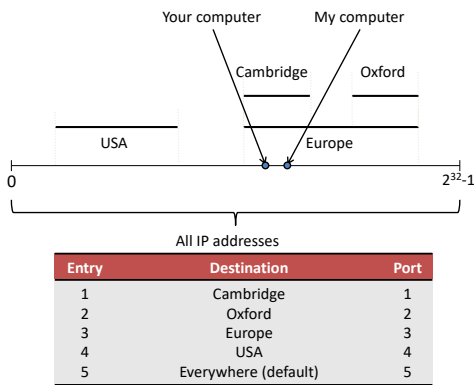 Your computer My computer
Cambridge Oxford
USA Europe
0 2³²-1
All IP addresses
Entry Destination Port
1 Cambridge 1
2 Oxford 2
3 Europe 3
4 USA 4
5 Everywhere (default) 5